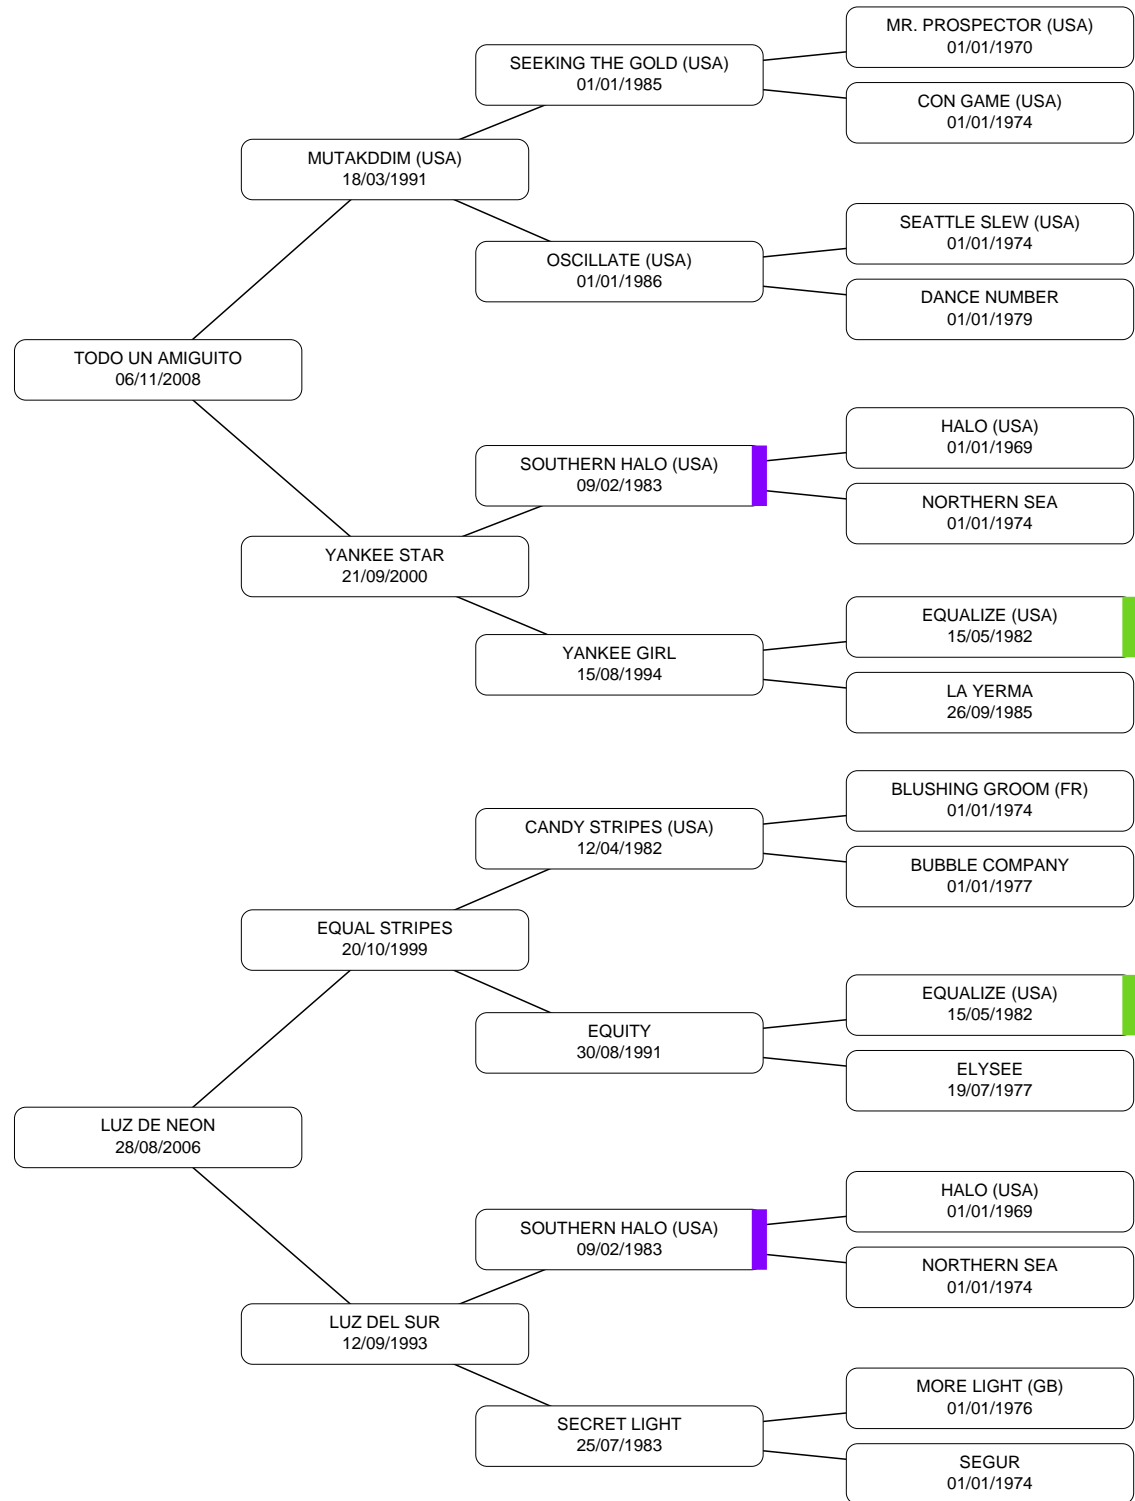 MR. PROSPECTOR (USA)
01/01/1970
SEEKING THE GOLD (USA)
01/01/1985
CON GAME (USA)
01/01/1974
MUTAKDDIM (USA)
18/03/1991
SEATTLE SLEW (USA)
01/01/1974
OSCILLATE (USA)
01/01/1986
DANCE NUMBER
01/01/1979
TODO UN AMIGUITO
06/11/2008
HALO (USA)
01/01/1969
SOUTHERN HALO (USA)
09/02/1983
NORTHERN SEA
01/01/1974
YANKEE STAR
21/09/2000
EQUALIZE (USA)
15/05/1982
YANKEE GIRL
15/08/1994
LA YERMA
26/09/1985
BLUSHING GROOM (FR)
01/01/1974
CANDY STRIPES (USA)
12/04/1982
BUBBLE COMPANY
01/01/1977
EQUAL STRIPES
20/10/1999
EQUALIZE (USA)
15/05/1982
EQUITY
30/08/1991
ELYSEE
19/07/1977
LUZ DE NEON
28/08/2006
HALO (USA)
01/01/1969
SOUTHERN HALO (USA)
09/02/1983
NORTHERN SEA
01/01/1974
LUZ DEL SUR
12/09/1993
MORE LIGHT (GB)
01/01/1976
SECRET LIGHT
25/07/1983
SEGUR
01/01/1974